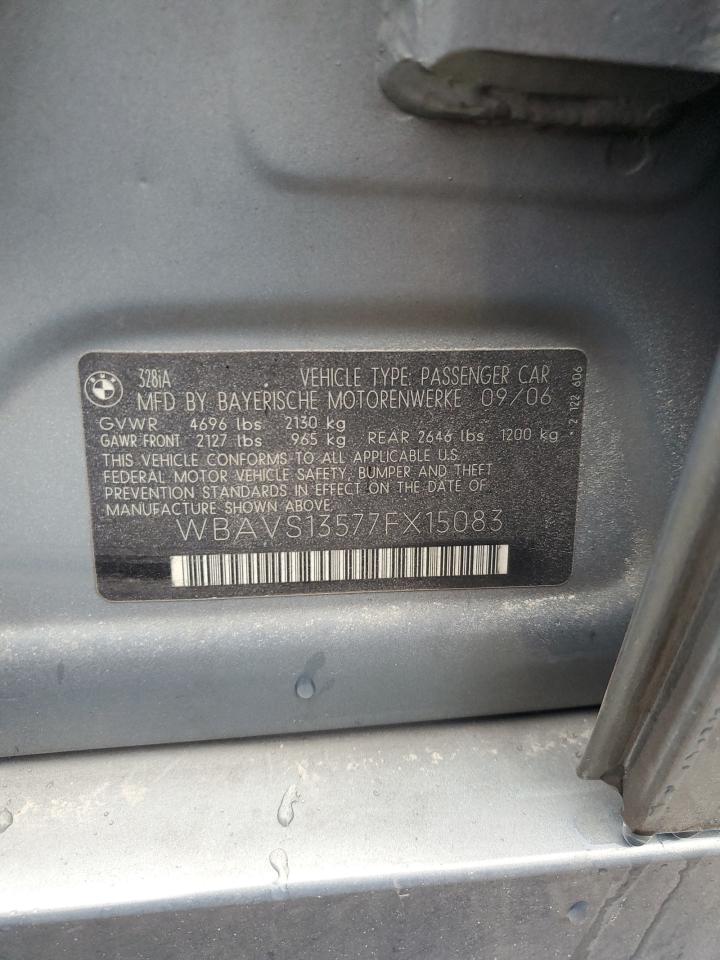 BMW
328iA VEHICLE TYPE: PASSENGER CAR
MFD BY BAYERISCHE MOTORENWERKE 09/06
GVWR 4696 lbs 2130 kg
GAWR FRONT 2127 lbs 965 kg REAR 2646 lbs 1200 kg
THIS VEHICLE CONFORMS TO ALL APPLICABLE U.S.
FEDERAL MOTOR VEHICLE SAFETY, BUMPER AND THEFT
PREVENTION STANDARDS IN EFFECT ON THE DATE OF
MANUFACTURE SHOWN ABOVE.
WBAVS13577FX15083
• 2 122 606